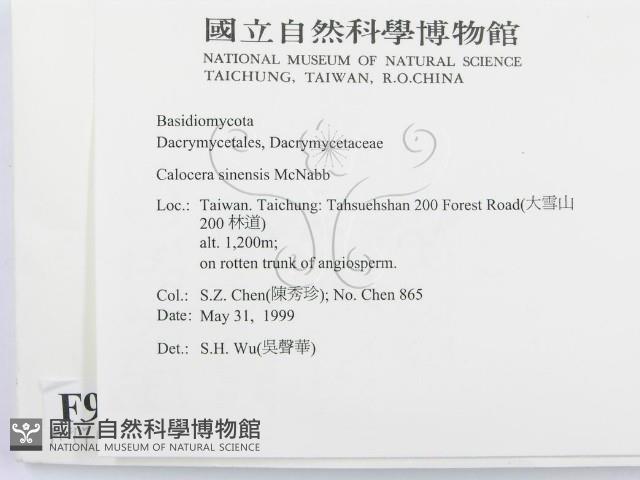 國立自然科學博物館
NATIONAL MUSEUM OF NATURAL SCIENCE
TAICHUNG, TAIWAN, R.O.CHINA
Basidiomycota
Dacrymycetales, Dacrymycetaceae
Calocera sinensis McNabb
Loc.: Taiwan. Taichung: Tahsuehshan 200 Forest Road(大雪山
200 林道)
alt. 1,200m;
on rotten trunk of angiosperm.
Col.: S.Z. Chen(陳秀珍); No. Chen 865
Date: May 31, 1999
Det.: S.H. Wu(吳聲華)
F9
國立自然科學博物館
NATIONAL MUSEUM OF NATURAL SCIENCE